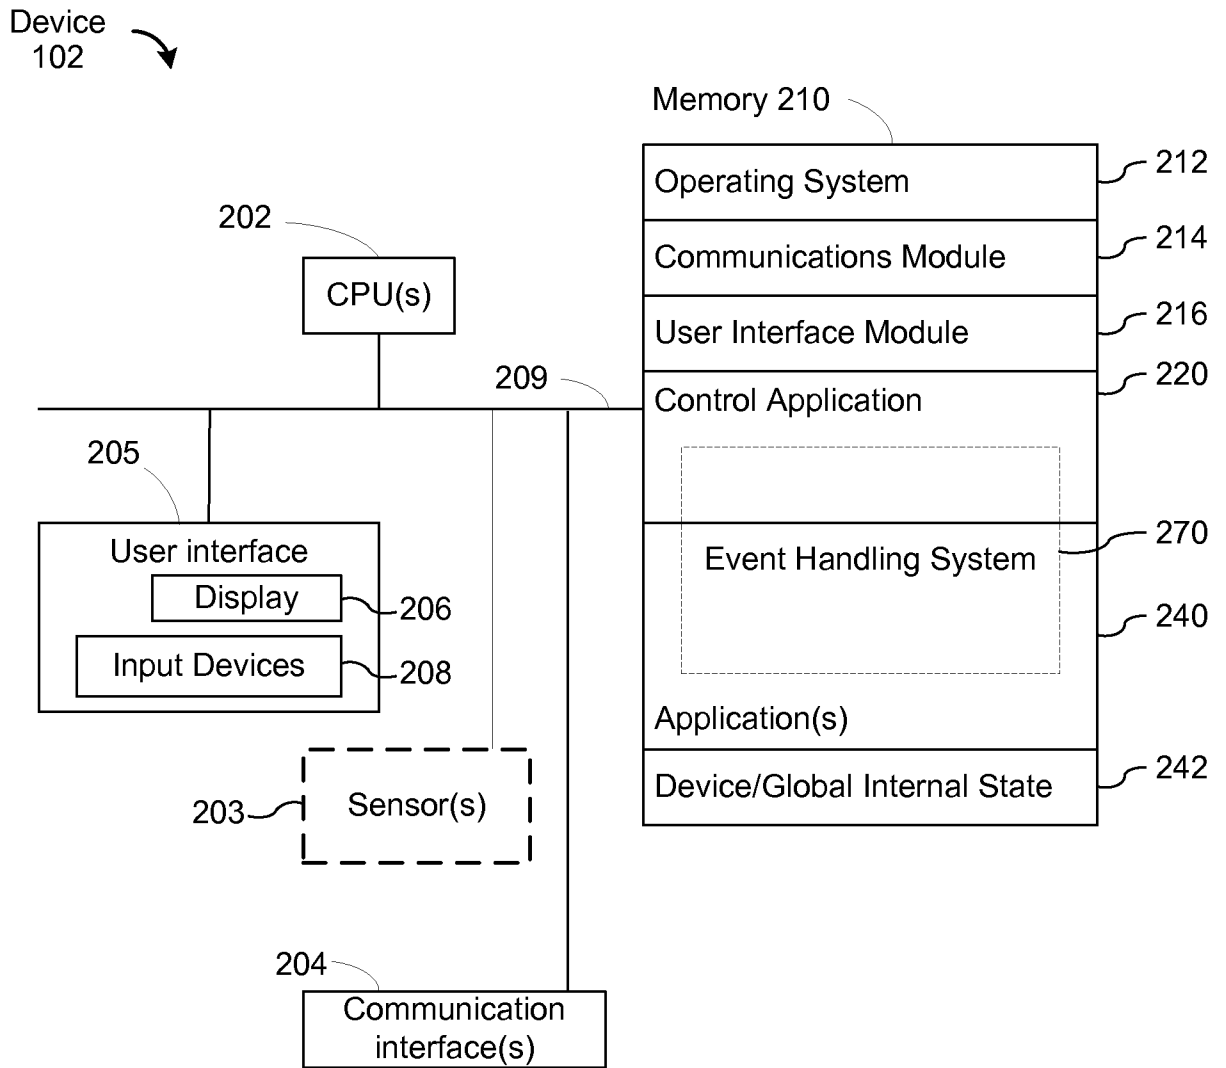 Device
102
Memory 210
Operating System
212
202
Communications Module
214
CPU(s)
User Interface Module
216
209
220
Control Application
205
User interface
270
Event Handling System
Display
206
240
Input Devices
208
Application(s)
203
Sensor(s)
Device/Global Internal State
242
204
Communication
interface(s)